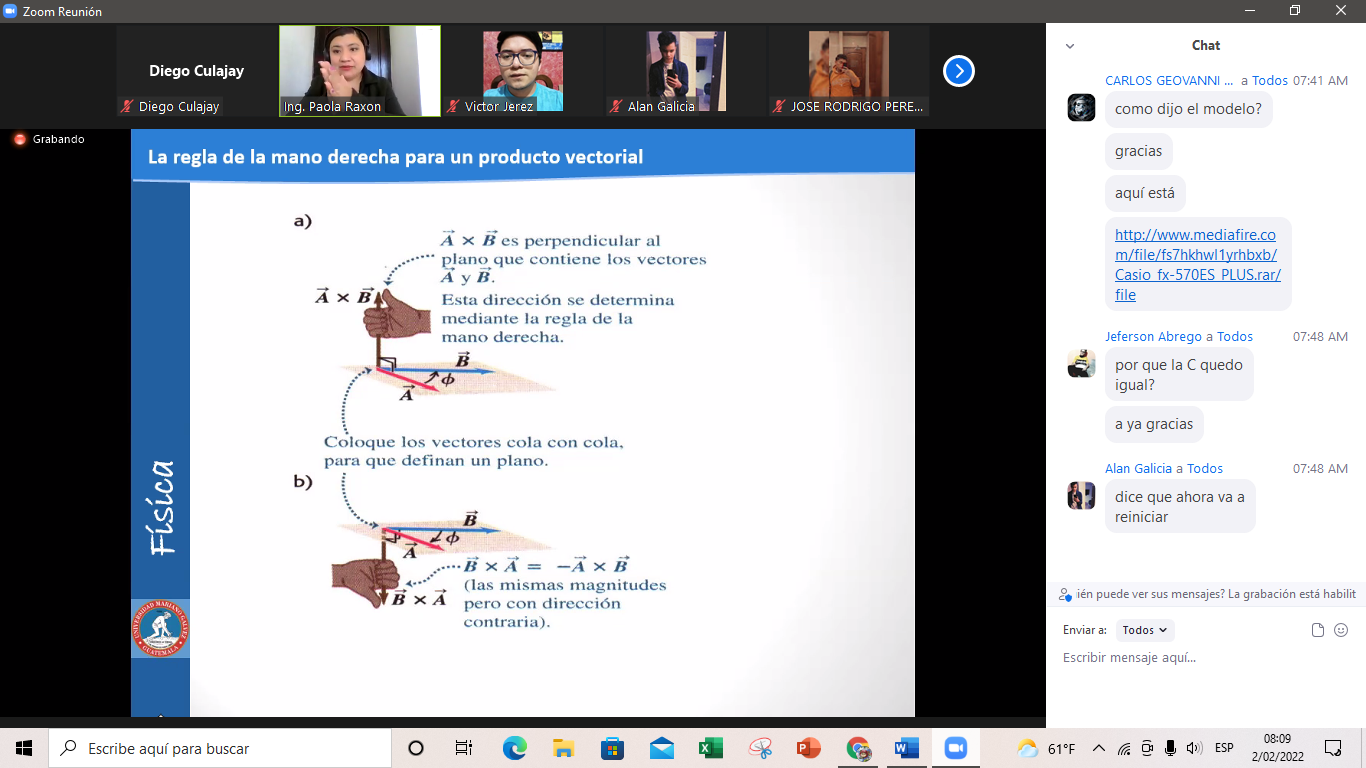 Zoom Reunión
Diego Culajay
Diego Culajay
Ing. Paola Raxon
Victor Jerez
Alan Galicia
JOSE RODRIGO PERE...
Grabando
La regla de la mano derecha para un producto vectorial
a)
A × B es perpendicular al
plano que contiene los vectores
A y B.
Esta dirección se determina
mediante la regla de la
mano derecha.
A × B
B
ϕ
A
Coloque los vectores cola con cola,
para que definan un plano.
b)
B
ϕ
A
B × A = −A × B
(las mismas magnitudes
pero con dirección
contraria).
B × A
Física
UNIVERSIDAD MARIANO GALVEZ
GUATEMALA
Chat
CARLOS GEOVANNI ... a Todos 07:41 AM
como dijo el modelo?
gracias
aquí está
http://www.mediafire.co
m/file/fs7hkhwl1yrhbxb/
Casio_fx-570ES_PLUS.rar/
file
Jeferson Abrego a Todos 07:48 AM
por que la C quedo
igual?
a ya gracias
Alan Galicia a Todos 07:48 AM
dice que ahora va a
reiniciar
ién puede ver sus mensajes? La grabación está habilit
Enviar a: Todos
Escribir mensaje aquí...
Escribe aquí para buscar
61°F
ESP
08:09
2/02/2022